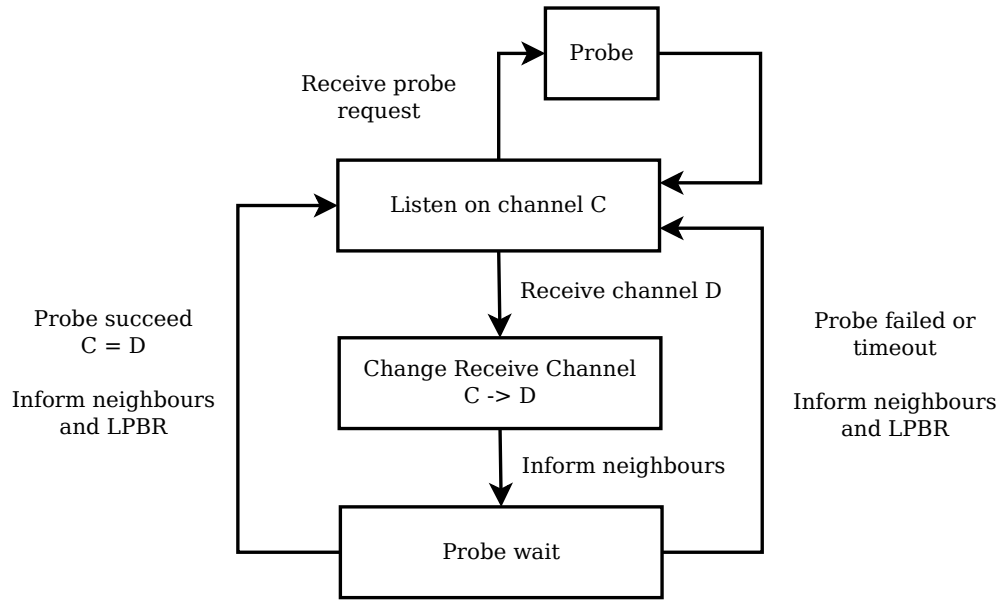 Probe
Receive probe
request
Listen on channel C
Receive channel D
Probe succeed
C = D
Inform neighbours
and LPBR
Change Receive Channel
C -> D
Probe failed or
timeout
Inform neighbours
and LPBR
Inform neighbours
Probe wait